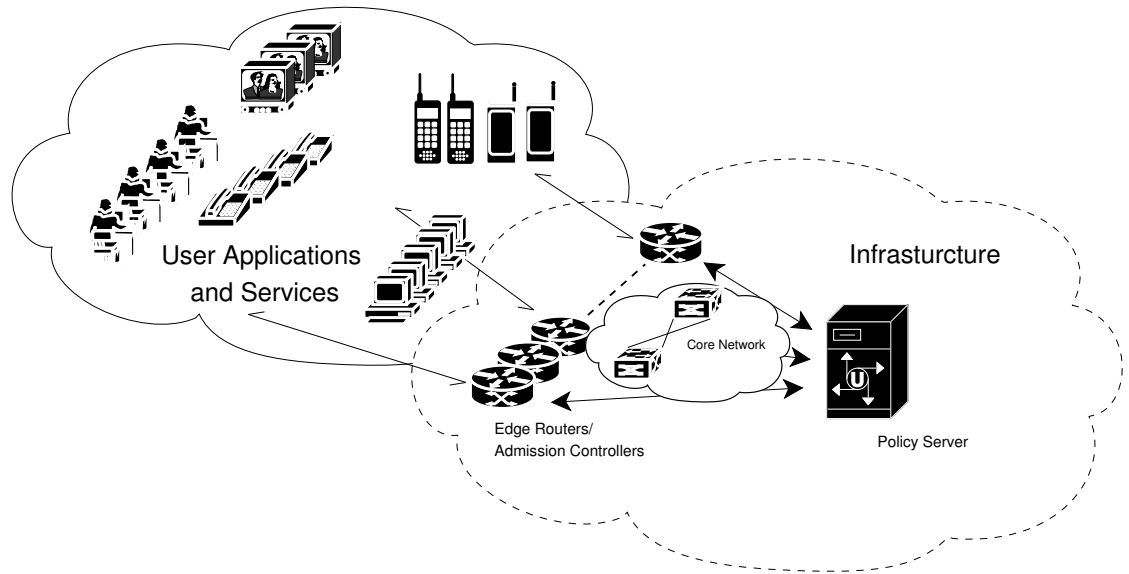 User Applications
and Services
Infrasturcture
Core Network
U
Edge Routers/
Admission Controllers
Policy Server